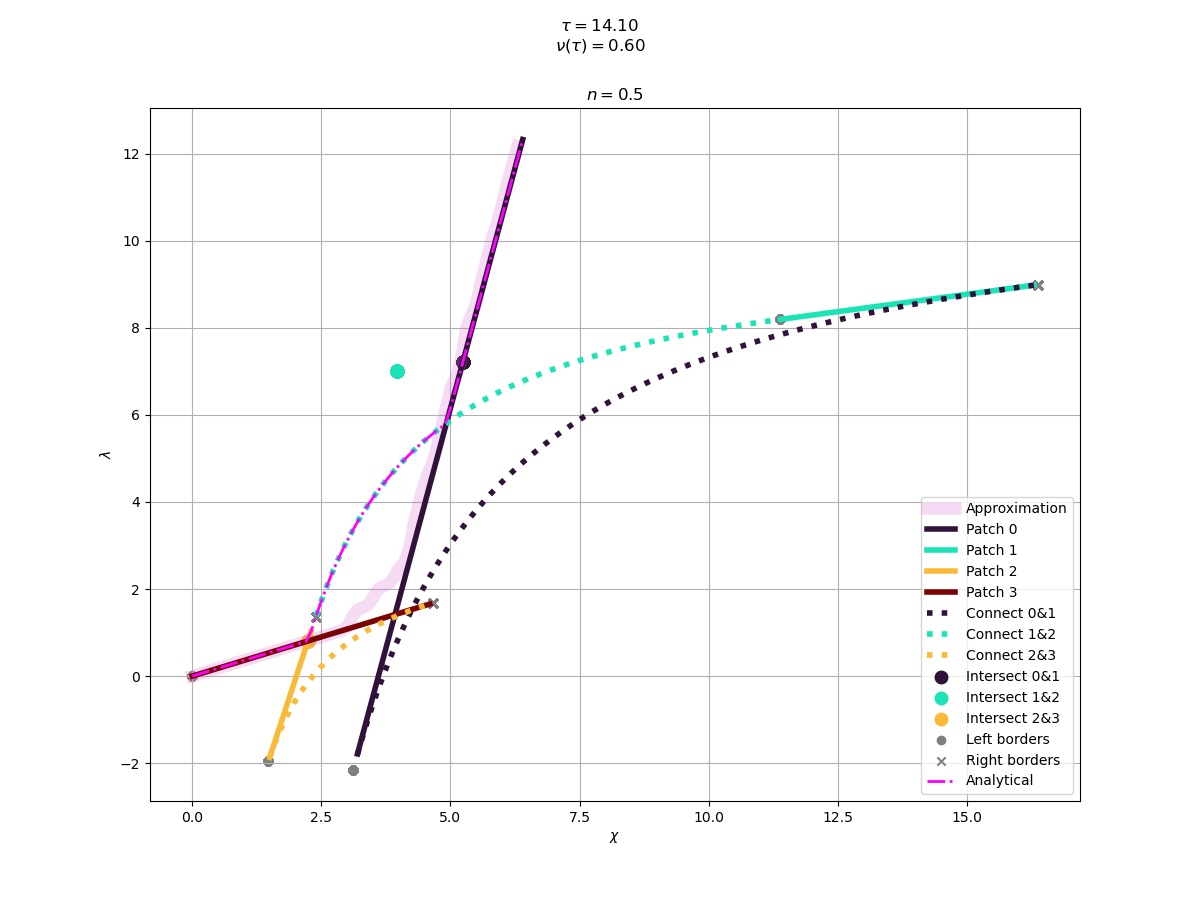 τ = 14.10
ν(τ) = 0.60
n = 0.5
12
10
8
6
4
2
0
−2
λ
0.0
2.5
5.0
7.5
10.0
12.5
15.0
χ
Approximation
Patch 0
Patch 1
Patch 2
Patch 3
Connect 0&1
Connect 1&2
Connect 2&3
Intersect 0&1
Intersect 1&2
Intersect 2&3
Left borders
Right borders
Analytical